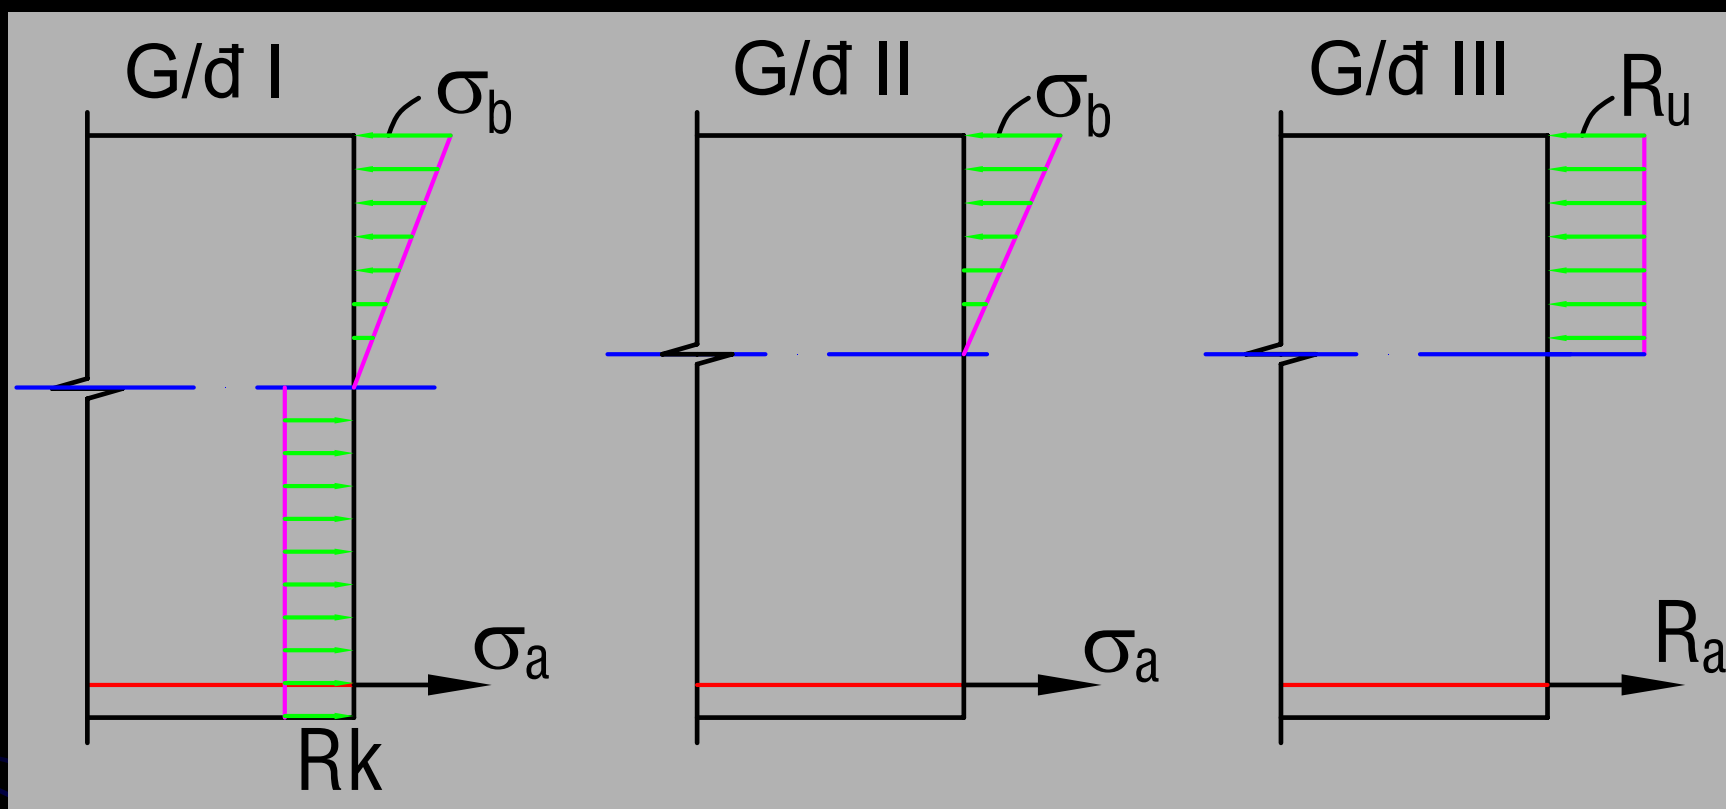 G/đ I
σb
σa
Rk
G/đ II
σb
σa
G/đ III
Ru
Ra